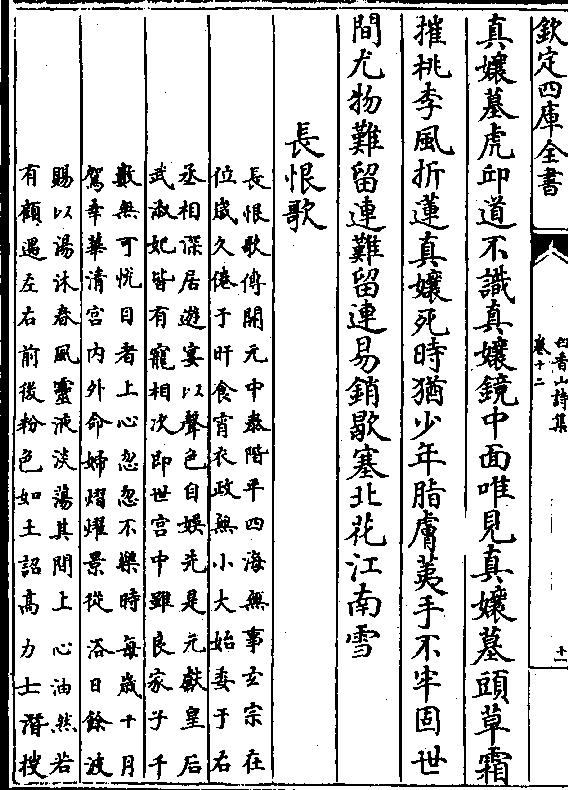 欽定四庫全書
白香山詩集
卷十二
十二
真孃墓虎邱道不識真孃鏡中面唯見真孃墓頭草霜
摧桃李風折蓮真孃死時猶少年脂膚荑手不牢固世
間尤物難留連難留連易銷歇塞北花江南雪
長恨歌
長恨歌傳開元中泰階平四海無事玄宗在
位歲久倦于旰食宵衣政無小大始委于右
丞相深居遊宴以聲色自娛先是元獻皇后
武淑妃皆有寵相次即世宮中雖良家子千
數無可悅目者上心忽忽不樂時每歲十月
駕幸華清宮內外命婦熠燿景從浴日餘波
賜以湯沐春風靈液淡蕩其間上心油然若
有顧遇左右前後粉色如土詔高力士潛搜